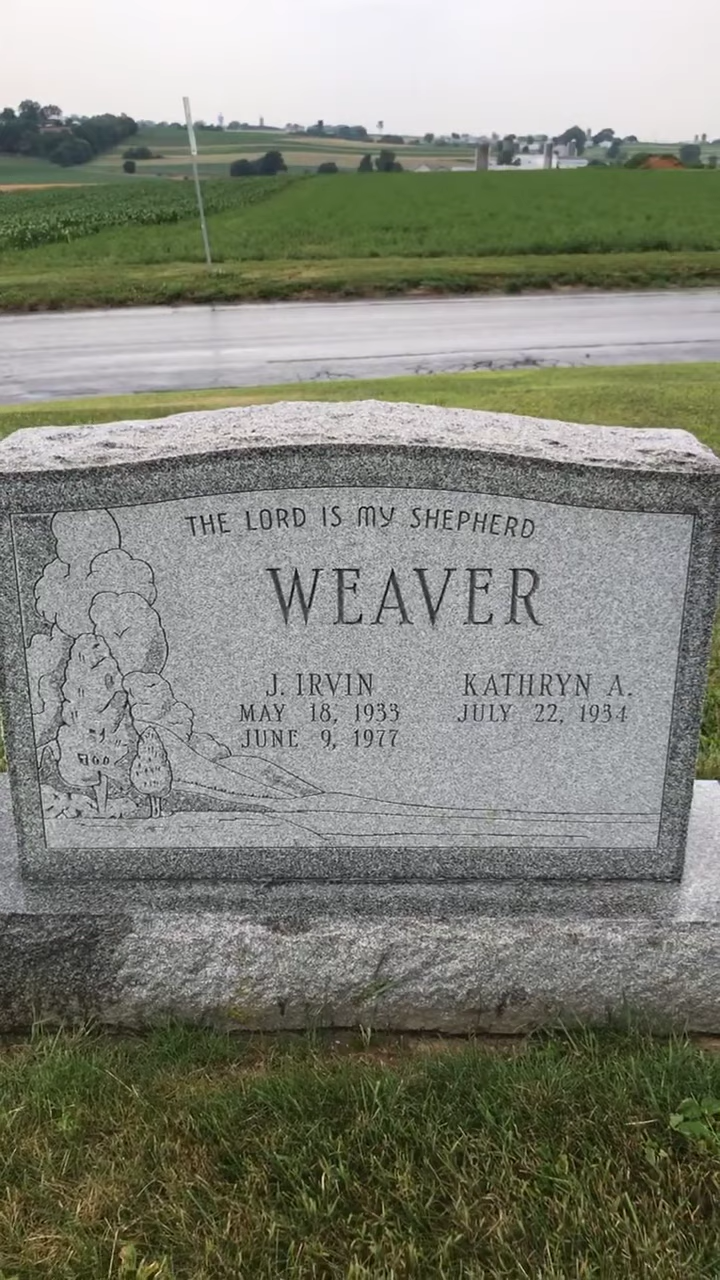 THE LORD IS MY SHEPHERD
WEAVER
J. IRVIN
MAY 18, 1933
JUNE 9, 1977
KATHRYN A.
JULY 22, 1934